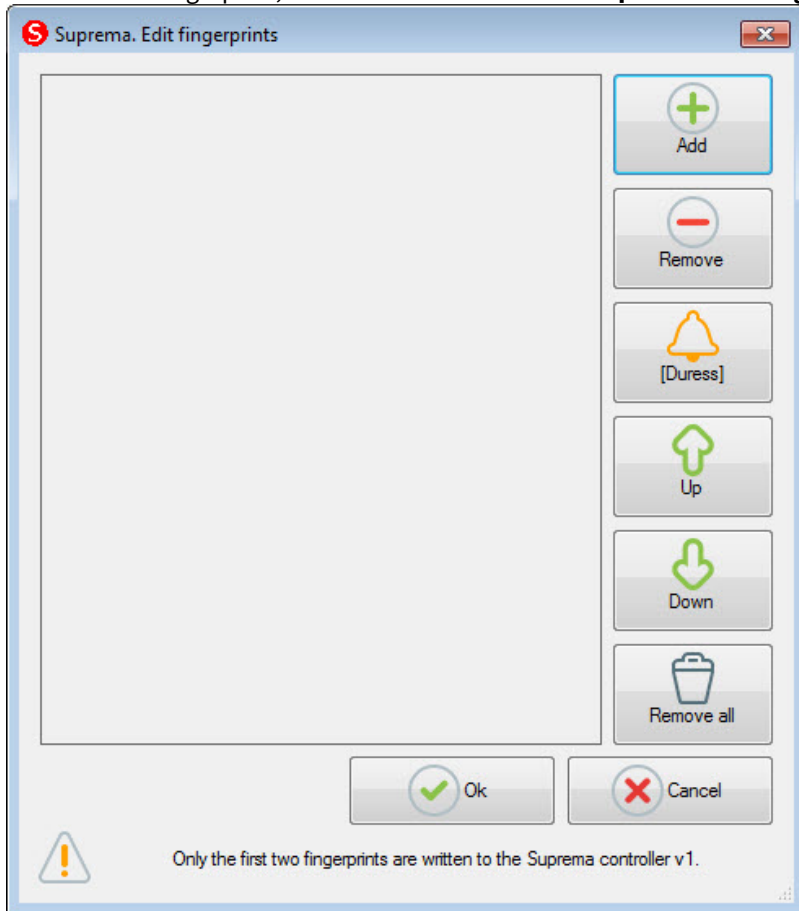 Suprema. Edit fingerprints
Add
Remove
[Duress]
Up
Down
Remove all
Ok
Cancel
Only the first two fingerprints are written to the Suprema controller v1.